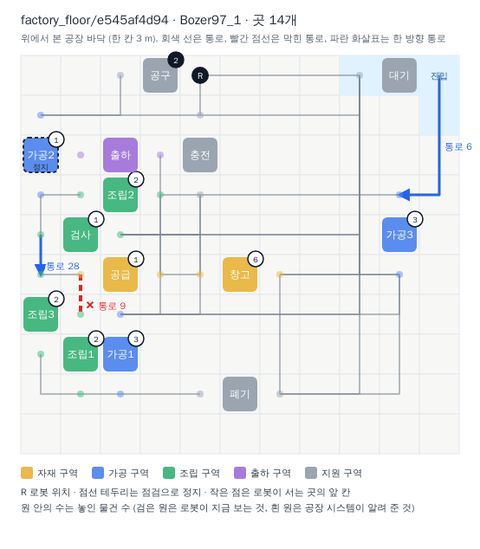 factory_floor/e545af4d94 · Bozer97_1 · 곳 14개
위에서 본 공장 바닥 (한 칸 3 m). 회색 선은 통로, 빨간 점선은 막힌 통로, 파란 화살표는 한 방향 통로
공구 2
R
대기
진입
통로 6
가공2 1
정지
출하
충전
조립2 2
검사 1
가공3 3
통로 28
공급 1
창고 6
× 통로 9
조립3 2
조립1 2
가공1 3
폐기
자재 구역 가공 구역 조립 구역 출하 구역 지원 구역
R 로봇 위치 · 점선 테두리는 점검으로 정지 · 작은 점은 로봇이 서는 곳의 앞 칸
원 안의 수는 놓인 물건 수 (검은 원은 로봇이 지금 보는 것, 흰 원은 공장 시스템이 알려 준 것)